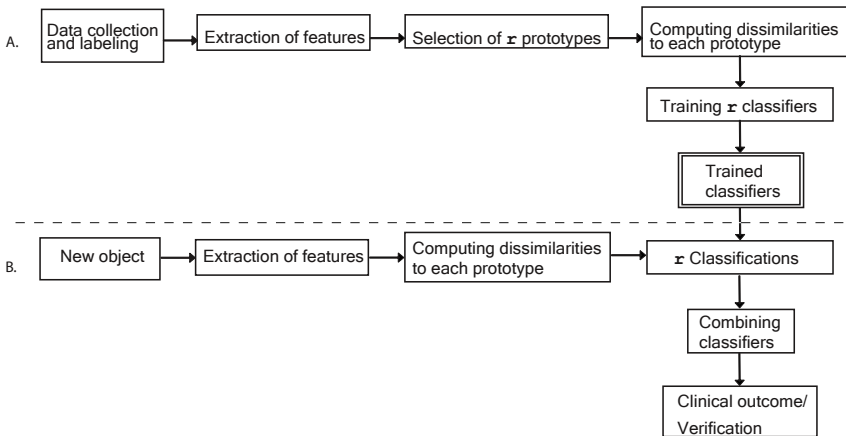 A.
Data collection
and labeling
Extraction of features
Selection of r prototypes
Computing dissimilarities
to each prototype
Training r classifiers
Trained
classifiers
B.
New object
Extraction of features
Computing dissimilarities
to each prototype
r Classifications
Combining
classifiers
Clinical outcome/
Verification